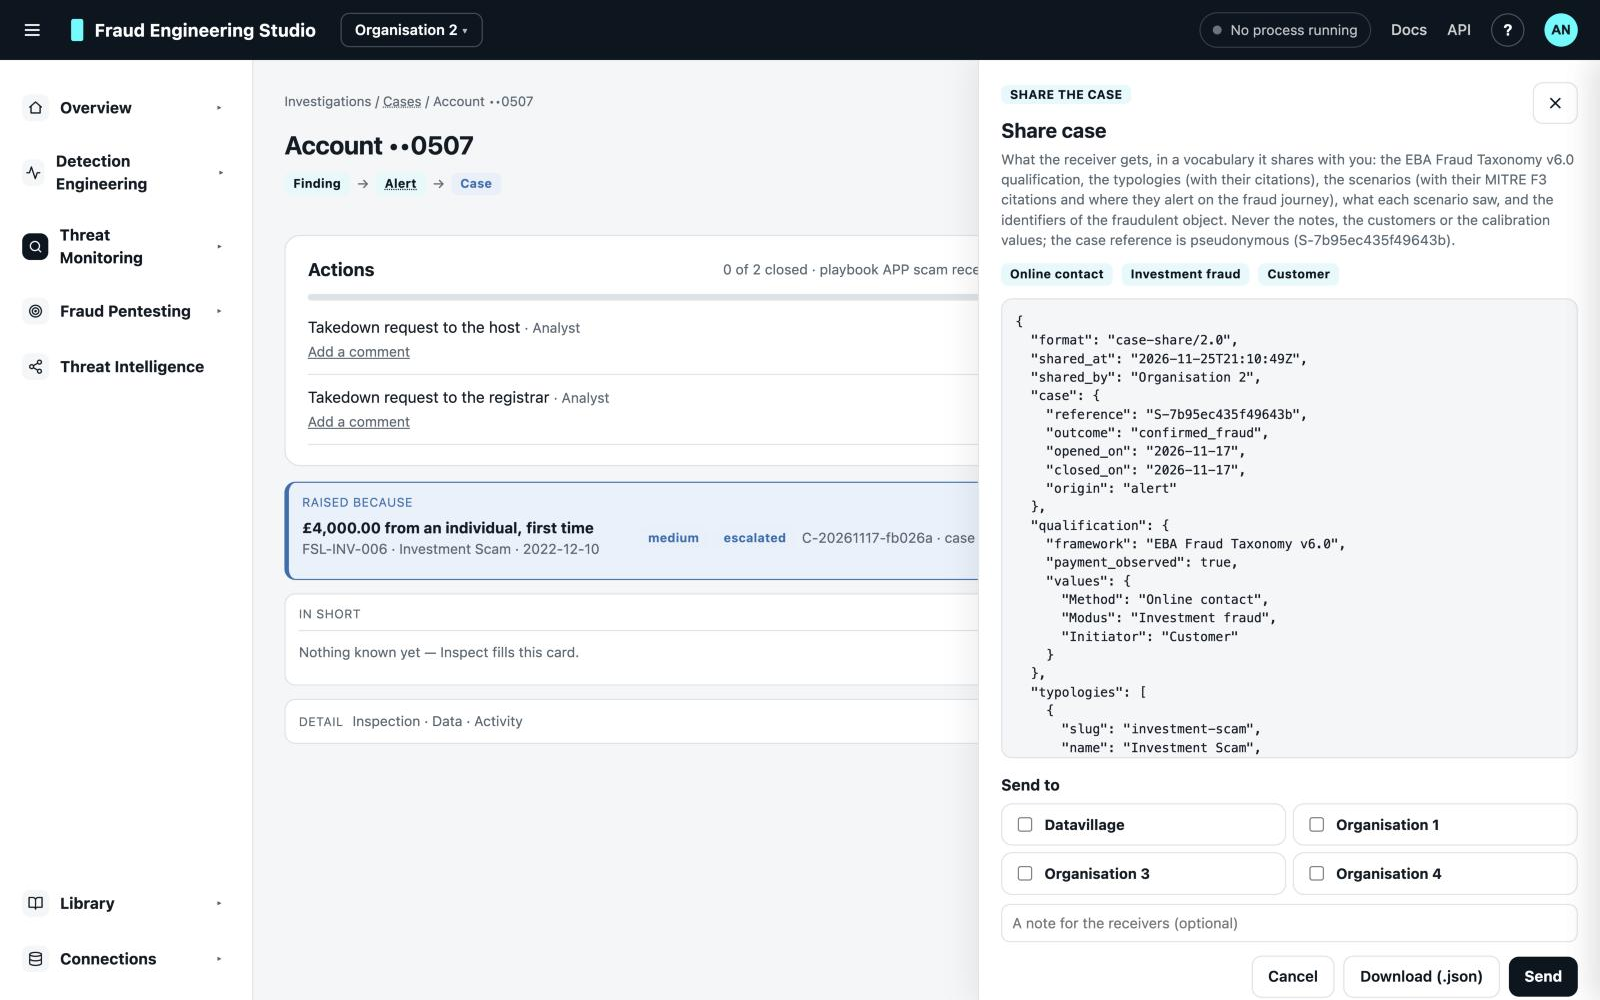 Fraud Engineering Studio
Organisation 2 ▾
No process running
Docs
API
?
AN
Overview
Detection
Engineering
Threat
Monitoring
Fraud Pentesting
Threat Intelligence
Library
Connections
Investigations / Cases / Account ••0507
Account ••0507
Finding → Alert → Case
Actions
0 of 2 closed · playbook APP scam rece
Takedown request to the host · Analyst
Add a comment
Takedown request to the registrar · Analyst
Add a comment
RAISED BECAUSE
£4,000.00 from an individual, first time
FSL-INV-006 · Investment Scam · 2022-12-10
medium
escalated
C-20261117-fb026a · case
IN SHORT
Nothing known yet — Inspect fills this card.
DETAIL Inspection · Data · Activity
SHARE THE CASE
Share case
What the receiver gets, in a vocabulary it shares with you: the EBA Fraud Taxonomy v6.0
qualification, the typologies (with their citations), the scenarios (with their MITRE F3
citations and where they alert on the fraud journey), what each scenario saw, and the
identifiers of the fraudulent object. Never the notes, the customers or the calibration
values; the case reference is pseudonymous (S-7b95ec435f49643b).
Online contact
Investment fraud
Customer
{
"format": "case-share/2.0",
"shared_at": "2026-11-25T21:10:49Z",
"shared_by": "Organisation 2",
"case": {
"reference": "S-7b95ec435f49643b",
"outcome": "confirmed_fraud",
"opened_on": "2026-11-17",
"closed_on": "2026-11-17",
"origin": "alert"
},
"qualification": {
"framework": "EBA Fraud Taxonomy v6.0",
"payment_observed": true,
"values": {
"Method": "Online contact",
"Modus": "Investment fraud",
"Initiator": "Customer"
}
},
"typologies": [
{
"slug": "investment-scam",
"name": "Investment Scam",
Send to
Datavillage
Organisation 1
Organisation 3
Organisation 4
A note for the receivers (optional)
Cancel
Download (.json)
Send